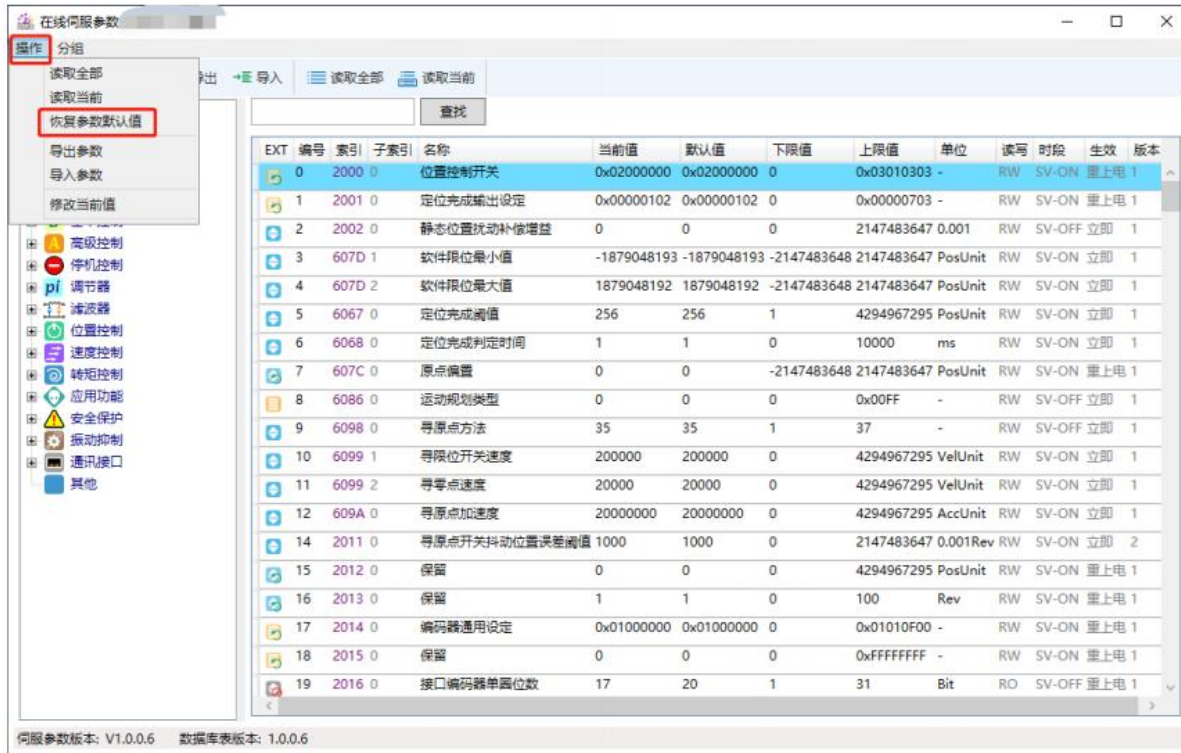 在线伺服参数
操作 分组
读取全部
读取当前
恢复参数默认值
导出参数
导入参数
修改当前值
出 导入 读取全部 读取当前
查找
高级控制
停机控制
调节器
滤波器
位置控制
速度控制
转矩控制
应用功能
安全保护
振动抑制
通讯接口
其他
EXT 编号 索引 子索引 名称 当前值 默认值 下限值 上限值 单位 读写 时段 生效 版本
0 2000 0 位置控制开关 0x02000000 0x02000000 0 0x03010303 - RW SV-ON 重上电 1
1 2001 0 定位完成输出设定 0x00000102 0x00000102 0 0x00000703 - RW SV-ON 重上电 1
2 2002 0 静态位置扰动补偿增益 0 0 0 2147483647 0.001 RW SV-OFF 立即 1
3 607D 1 软件限位最小值 -1879048193 -1879048193 -2147483648 2147483647 PosUnit RW SV-ON 立即 1
4 607D 2 软件限位最大值 1879048192 1879048192 -2147483648 2147483647 PosUnit RW SV-ON 立即 1
5 6067 0 定位完成阈值 256 256 1 4294967295 PosUnit RW SV-ON 立即 1
6 6068 0 定位完成判定时间 1 1 0 10000 ms RW SV-ON 立即 1
7 607C 0 原点偏置 0 0 -2147483648 2147483647 PosUnit RW SV-ON 重上电 1
8 6086 0 运动规划类型 0 0 0 0x00FF - RW SV-OFF 立即 1
9 6098 0 寻原点方法 35 35 1 37 - RW SV-OFF 立即 1
10 6099 1 寻限位开关速度 200000 200000 0 4294967295 VelUnit RW SV-ON 立即 1
11 6099 2 寻零点速度 20000 20000 0 4294967295 VelUnit RW SV-ON 立即 1
12 609A 0 寻原点加速度 20000000 20000000 0 4294967295 AccUnit RW SV-ON 立即 1
14 2011 0 寻原点开关抖动位置误差阈值 1000 1000 0 2147483647 0.001Rev RW SV-ON 立即 2
15 2012 0 保留 0 0 0 4294967295 PosUnit RW SV-ON 重上电 1
16 2013 0 保留 1 1 0 100 Rev RW SV-ON 重上电 1
17 2014 0 编码器通用设定 0x01000000 0x01000000 0 0x01010F00 - RW SV-ON 重上电 1
18 2015 0 保留 0 0 0 0xFFFFFFFF - RW SV-ON 重上电 1
19 2016 0 接口编码器单圈位数 17 20 1 31 Bit RO SV-OFF 重上电 1
伺服参数版本: V1.0.0.6 数据库表版本: 1.0.0.6